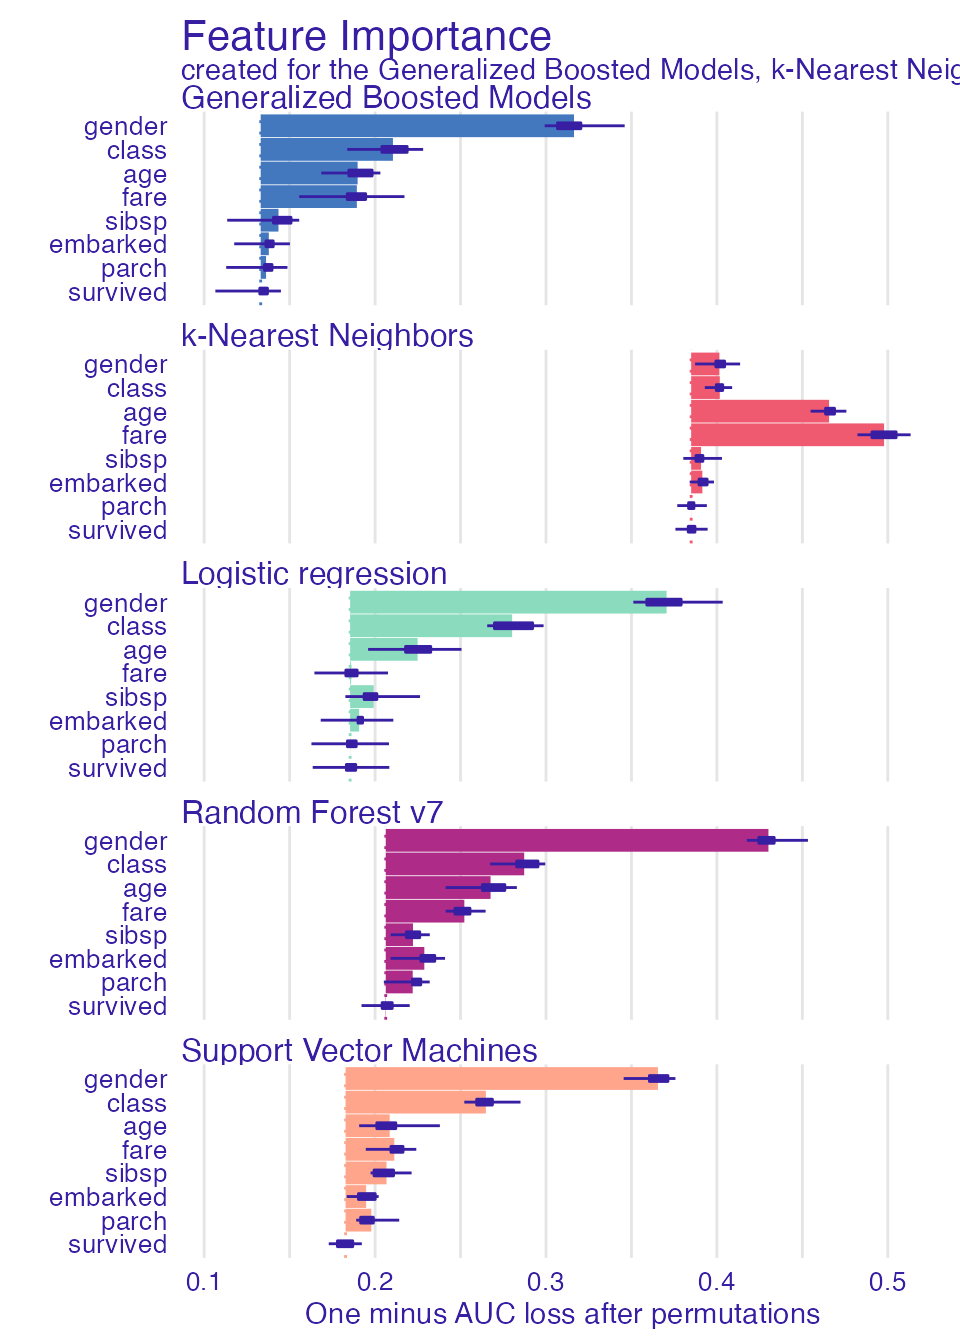 Feature Importance
created for the Generalized Boosted Models, k-Nearest Neig
Generalized Boosted Models
gender
class
age
fare
sibsp
embarked
parch
survived
k-Nearest Neighbors
gender
class
age
fare
sibsp
embarked
parch
survived
Logistic regression
gender
class
age
fare
sibsp
embarked
parch
survived
Random Forest v7
gender
class
age
fare
sibsp
embarked
parch
survived
Support Vector Machines
gender
class
age
fare
sibsp
embarked
parch
survived
0.1 0.2 0.3 0.4 0.5
One minus AUC loss after permutations